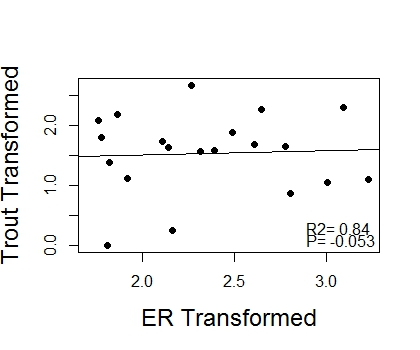 Trout Transformed
2.0
1.0
0.0
R2= 0.84
P= -0.053
2.0 2.5 3.0
ER Transformed